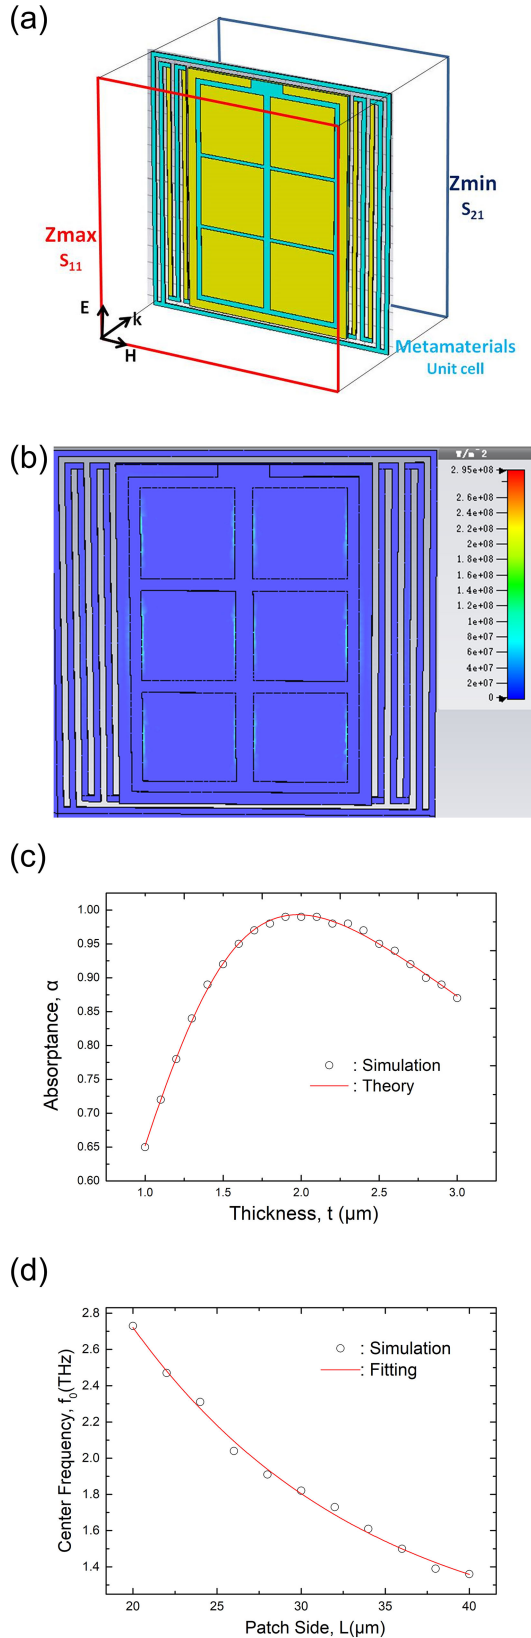 (a)
Zmin
S21
Zmax
S11
E
k
H
Metamaterials
Unit cell
(b)
W/m^2
2.95e+08
2.6e+08
2.4e+08
2.2e+08
2e+08
1.8e+08
1.6e+08
1.4e+08
1.2e+08
1e+08
8e+07
6e+07
4e+07
2e+07
0
(c)
1.00
0.95
0.90
0.85
0.80
0.75
0.70
0.65
0.60
Absorptance, α
: Simulation
: Theory
1.0 1.5 2.0 2.5 3.0
Thickness, t (μm)
(d)
2.8
2.6
2.4
2.2
2.0
1.8
1.6
1.4
Center Frequency, f0(THz)
: Simulation
: Fitting
20 25 30 35 40
Patch Side, L(μm)